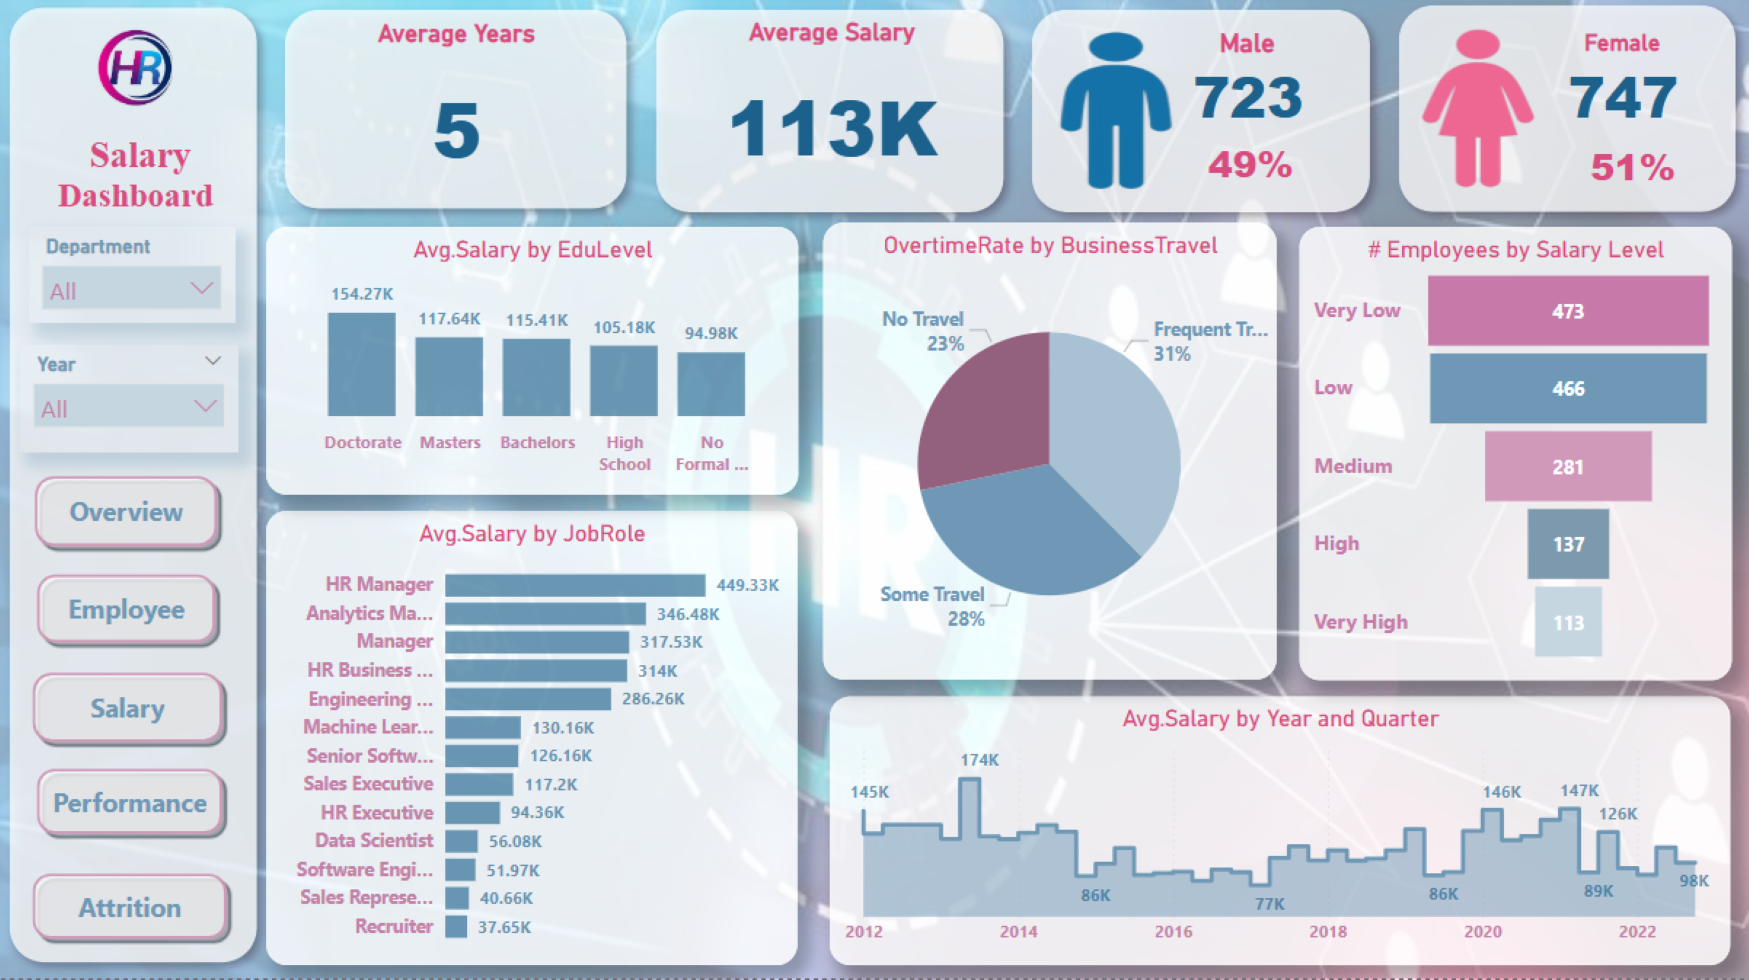 HR
Salary
Dashboard
Department
All
Year
All
Overview
Employee
Salary
Performance
Attrition
Average Years
5
Average Salary
113K
Male
723
49%
Female
747
51%
Avg.Salary by EduLevel
154.27K
117.64K
115.41K
105.18K
94.98K
Doctorate
Masters
Bachelors
High
School
No
Formal ...
OvertimeRate by BusinessTravel
No Travel
23%
Frequent Tr...
31%
Some Travel
28%
# Employees by Salary Level
Very Low 473
Low 466
Medium 281
High 137
Very High 113
Avg.Salary by JobRole
HR Manager 449.33K
Analytics Ma... 346.48K
Manager 317.53K
HR Business ... 314K
Engineering ... 286.26K
Machine Lear... 130.16K
Senior Softw... 126.16K
Sales Executive 117.2K
HR Executive 94.36K
Data Scientist 56.08K
Software Engi... 51.97K
Sales Represe... 40.66K
Recruiter 37.65K
HR
Avg.Salary by Year and Quarter
174K
145K
146K
147K
126K
86K
77K
86K
89K
98K
2012 2014 2016 2018 2020 2022